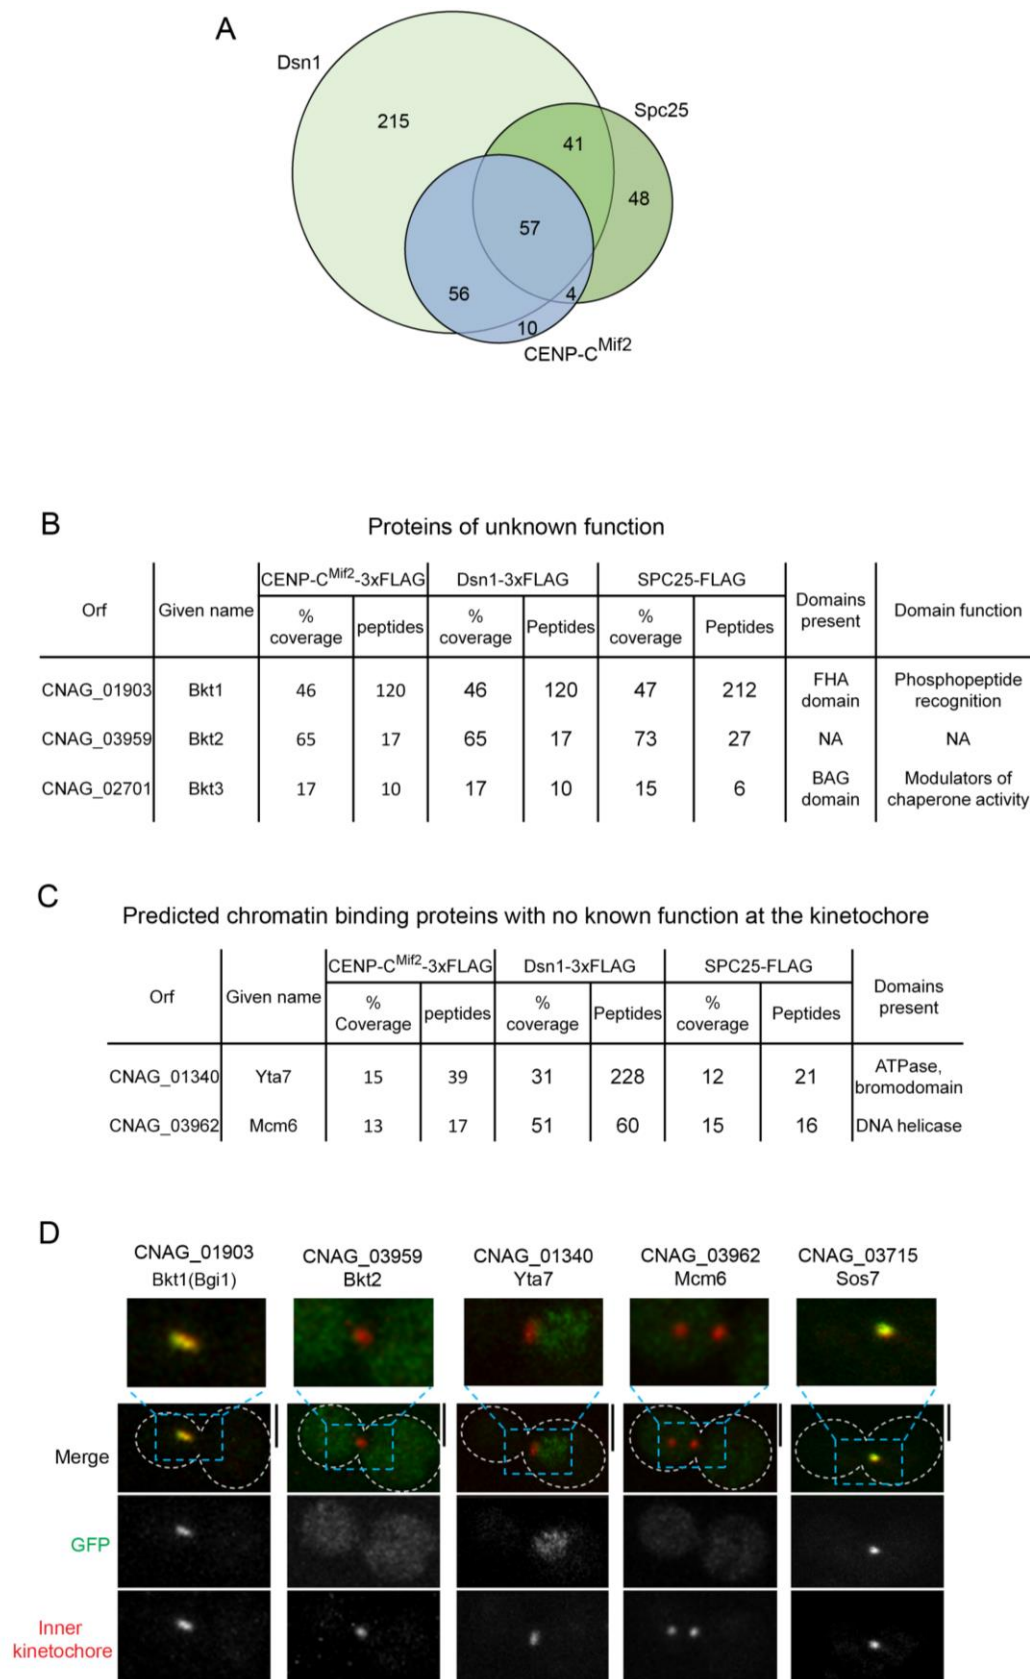 A
Dsn1
Spc25
215
41
48
57
56
4
10
CENP-C^Mif2
B
Proteins of unknown function
Orf Given name CENP-C^Mif2-3xFLAG Dsn1-3xFLAG SPC25-FLAG Domains present Domain function
% coverage peptides % coverage Peptides % coverage Peptides
CNAG_01903 Bkt1 46 120 46 120 47 212 FHA domain Phosphopeptide recognition
CNAG_03959 Bkt2 65 17 65 17 73 27 NA NA
CNAG_02701 Bkt3 17 10 17 10 15 6 BAG domain Modulators of chaperone activity
C
Predicted chromatin binding proteins with no known function at the kinetochore
Orf Given name CENP-C^Mif2-3xFLAG Dsn1-3xFLAG SPC25-FLAG Domains present
% Coverage peptides % coverage Peptides % coverage Peptides
CNAG_01340 Yta7 15 39 31 228 12 21 ATPase, bromodomain
CNAG_03962 Mcm6 13 17 51 60 15 16 DNA helicase
D
CNAG_01903 CNAG_03959 CNAG_01340 CNAG_03962 CNAG_03715
Bkt1(Bgi1) Bkt2 Yta7 Mcm6 Sos7
Merge
GFP
Inner
kinetochore